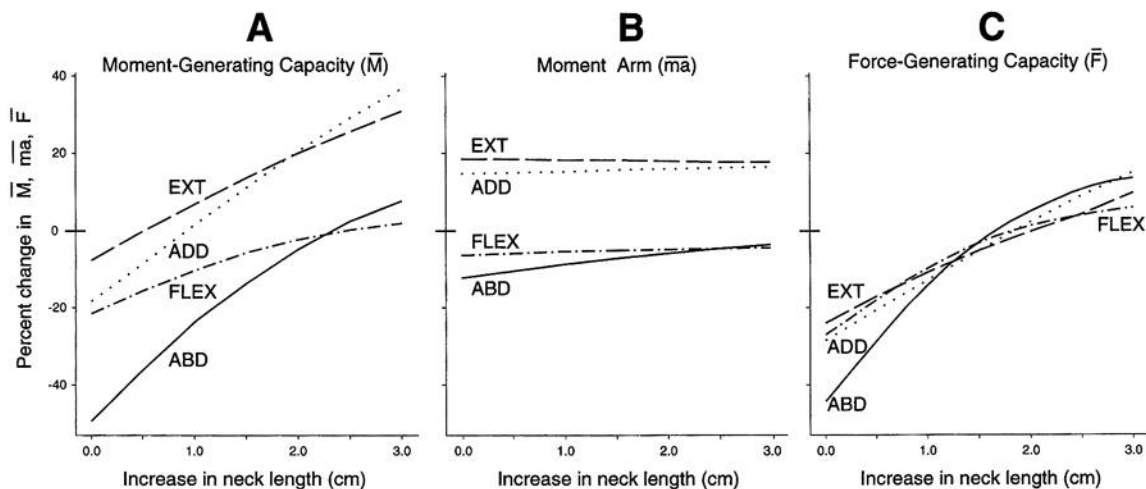 A
B
C
Moment-Generating Capacity (M̅)
Moment Arm (m̅a̅)
Force-Generating Capacity (F̅)
Percent change in M̅, m̅a̅, F̅
40
20
0
-20
-40
EXT
ADD
FLEX
ABD
EXT
ADD
FLEX
ABD
FLEX
EXT
ADD
ABD
0.0 1.0 2.0 3.0
0.0 1.0 2.0 3.0
0.0 1.0 2.0 3.0
Increase in neck length (cm)
Increase in neck length (cm)
Increase in neck length (cm)